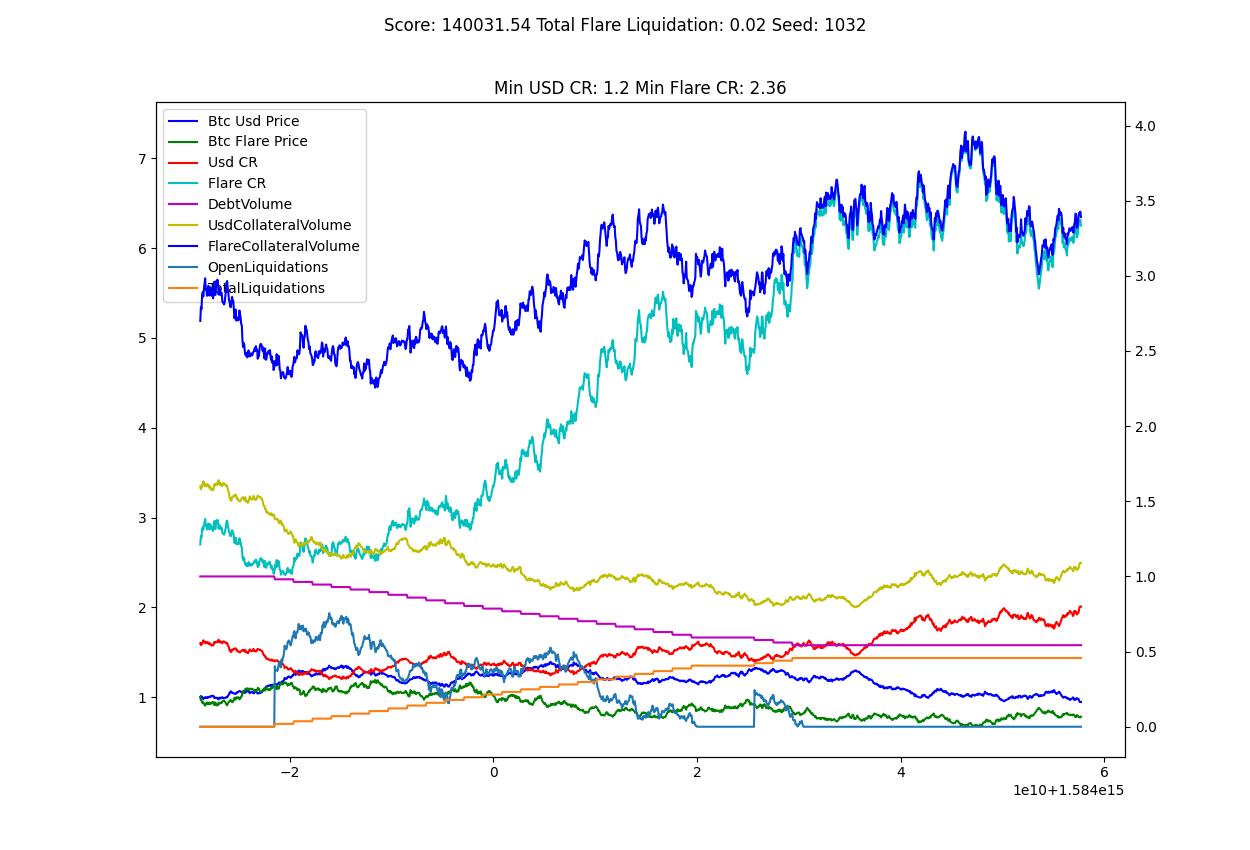 Score: 140031.54 Total Flare Liquidation: 0.02 Seed: 1032
Min USD CR: 1.2 Min Flare CR: 2.36
Btc Usd Price
Btc Flare Price
Usd CR
Flare CR
DebtVolume
UsdCollateralVolume
FlareCollateralVolume
OpenLiquidations
TotalLiquidations
7
6
5
4
3
2
1
4.0
3.5
3.0
2.5
2.0
1.5
1.0
0.5
0.0
−2 0 2 4 6
1e10+1.584e15